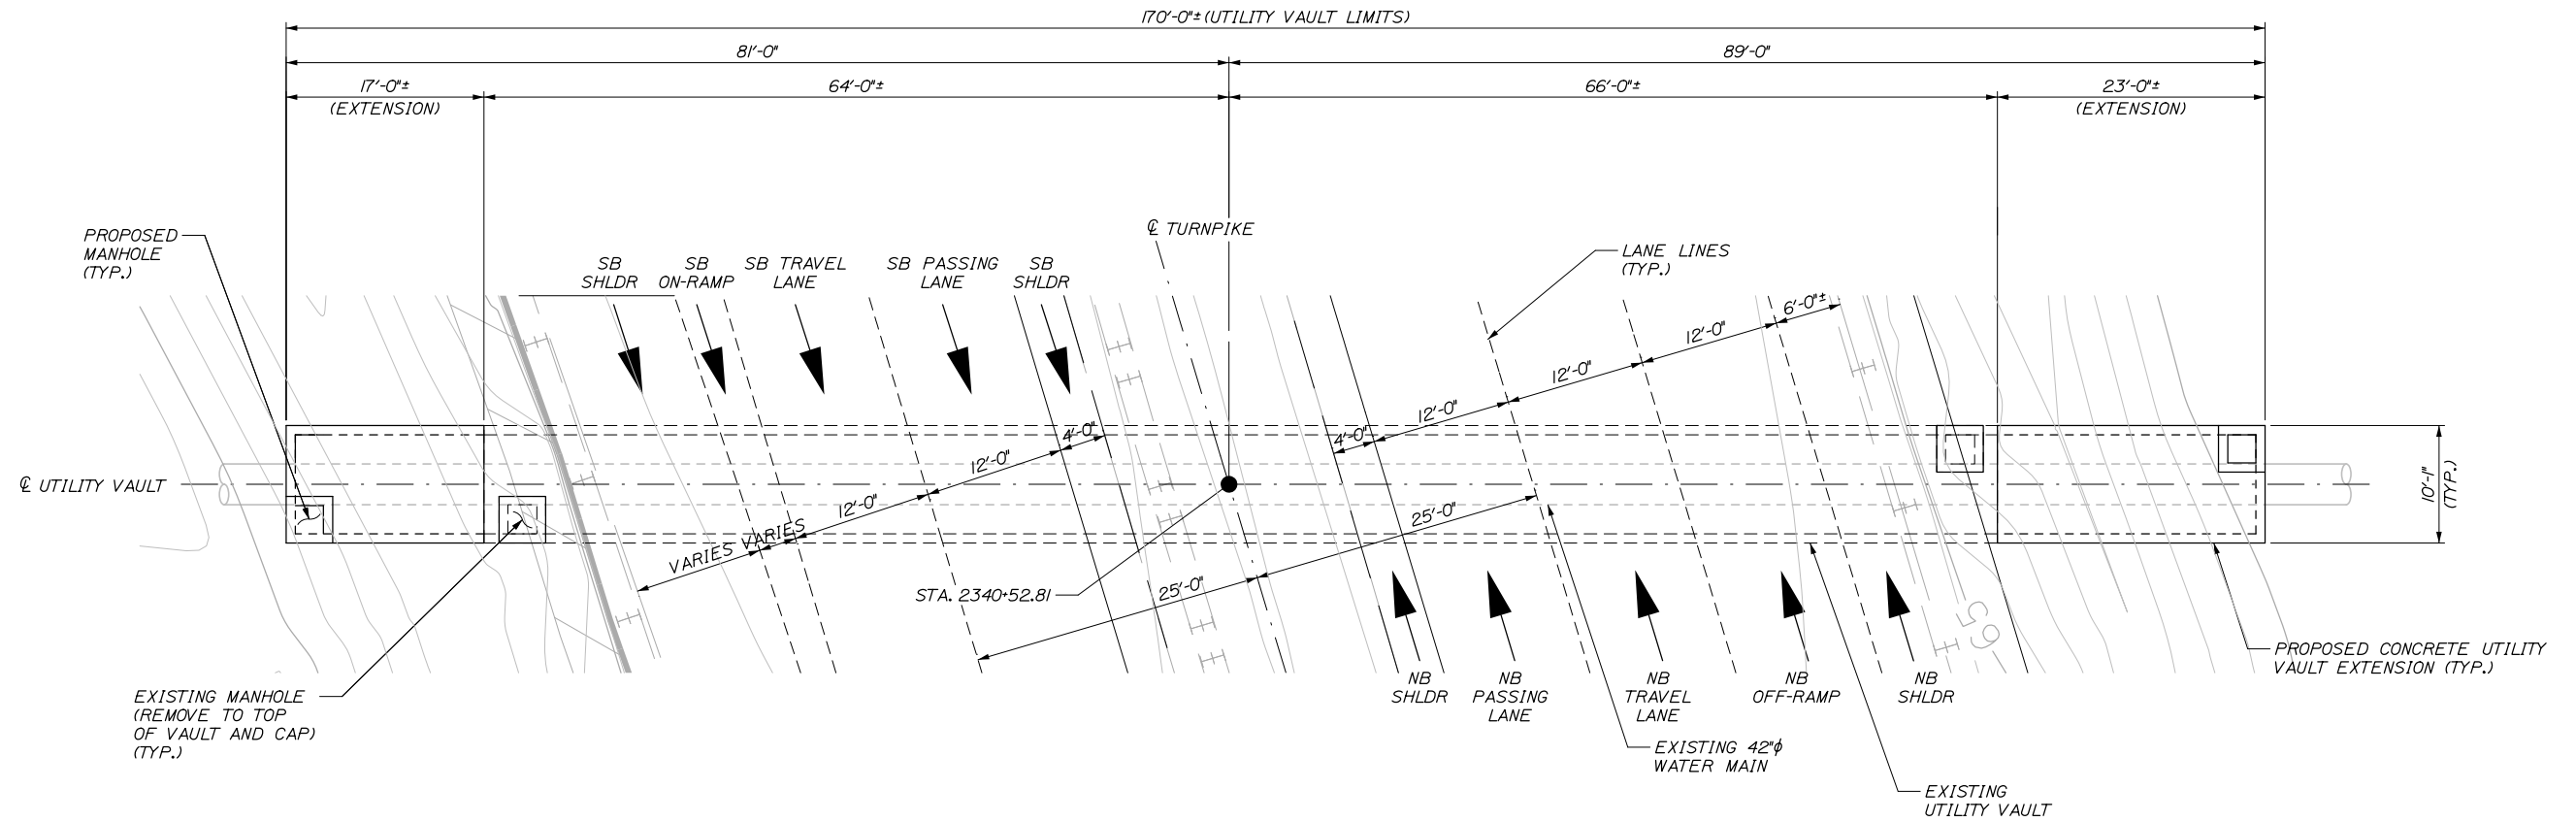 170'-0"± (UTILITY VAULT LIMITS)
81'-0"
89'-0"
17'-0"±
(EXTENSION)
64'-0"±
66'-0"±
23'-0"±
(EXTENSION)
PROPOSED
MANHOLE
(TYP.)
SB
SHLDR
SB
ON-RAMP
SB TRAVEL
LANE
SB PASSING
LANE
SB
SHLDR
℄ TURNPIKE
LANE LINES
(TYP.)
6'-0"±
12'-0"
12'-0"
12'-0"
4'-0"
4'-0"
12'-0"
12'-0"
VARIES
VARIES
25'-0"
25'-0"
℄ UTILITY VAULT
10'-1"
(TYP.)
STA. 2340+52.81
59
EXISTING MANHOLE
(REMOVE TO TOP
OF VAULT AND CAP)
(TYP.)
NB
SHLDR
NB
PASSING
LANE
NB
TRAVEL
LANE
NB
OFF-RAMP
NB
SHLDR
PROPOSED CONCRETE UTILITY
VAULT EXTENSION (TYP.)
EXISTING 42"ϕ
WATER MAIN
EXISTING
UTILITY VAULT